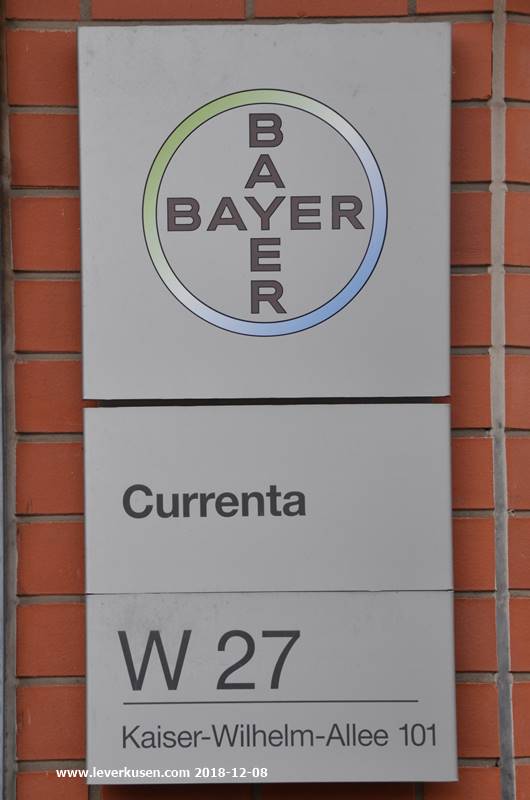 BAYER
BAYER
Currenta
W 27
Kaiser-Wilhelm-Allee 101
www.leverkusen.com 2018-12-08